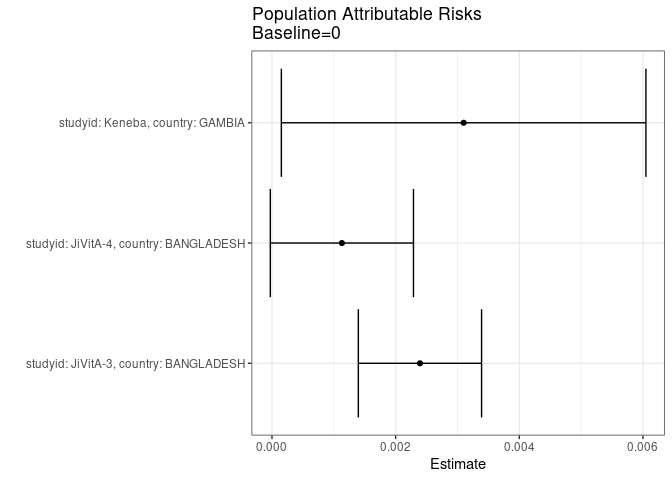 Population Attributable Risks
Baseline=0
studyid: Keneba, country: GAMBIA
studyid: JiVitA-4, country: BANGLADESH
studyid: JiVitA-3, country: BANGLADESH
0.000 0.002 0.004 0.006
Estimate